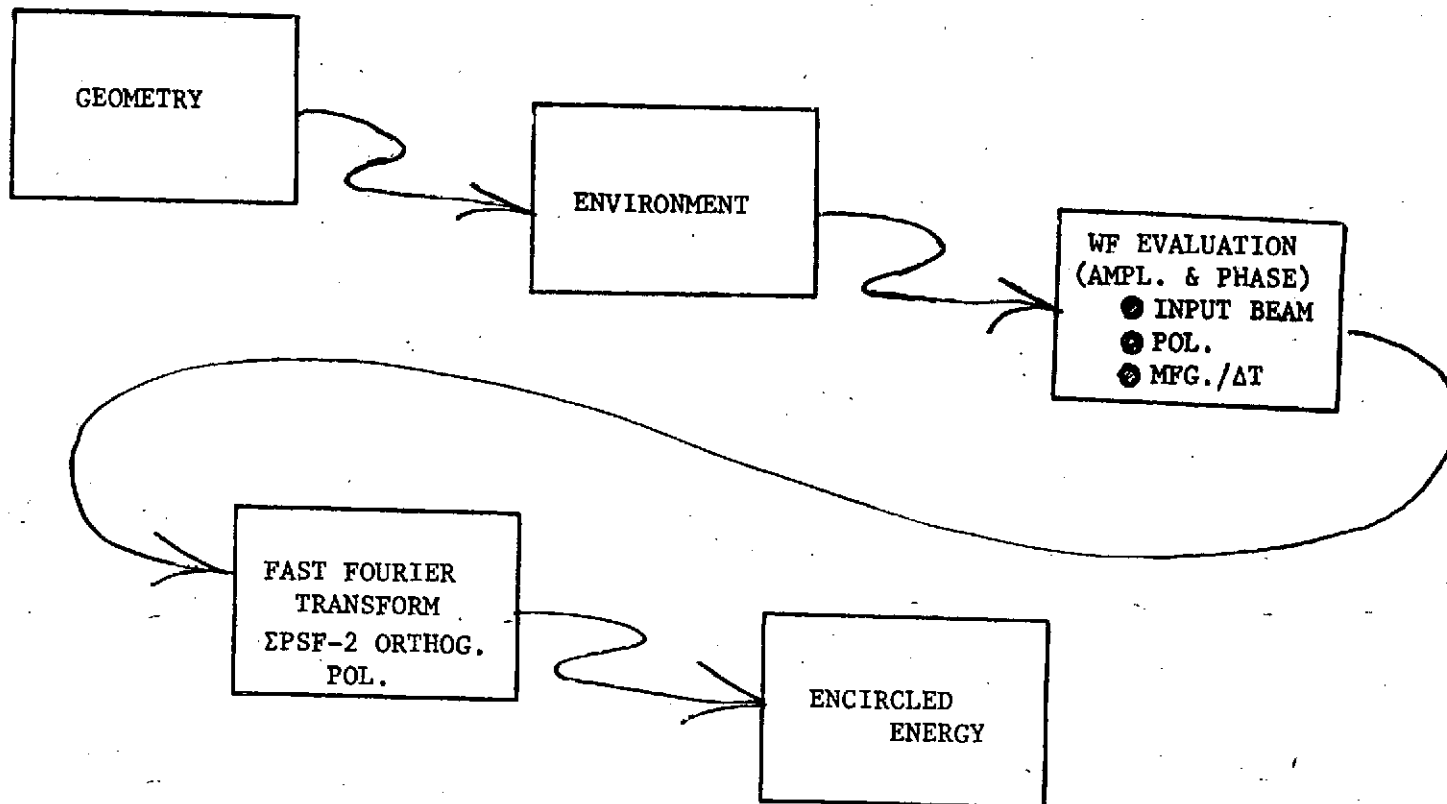 GEOMETRY
ENVIRONMENT
WF EVALUATION
(AMPL. & PHASE)
● INPUT BEAM
● POL.
● MFG./ΔT
FAST FOURIER
TRANSFORM
ΣPSF-2 ORTHOG.
POL.
ENCIRCLED
ENERGY